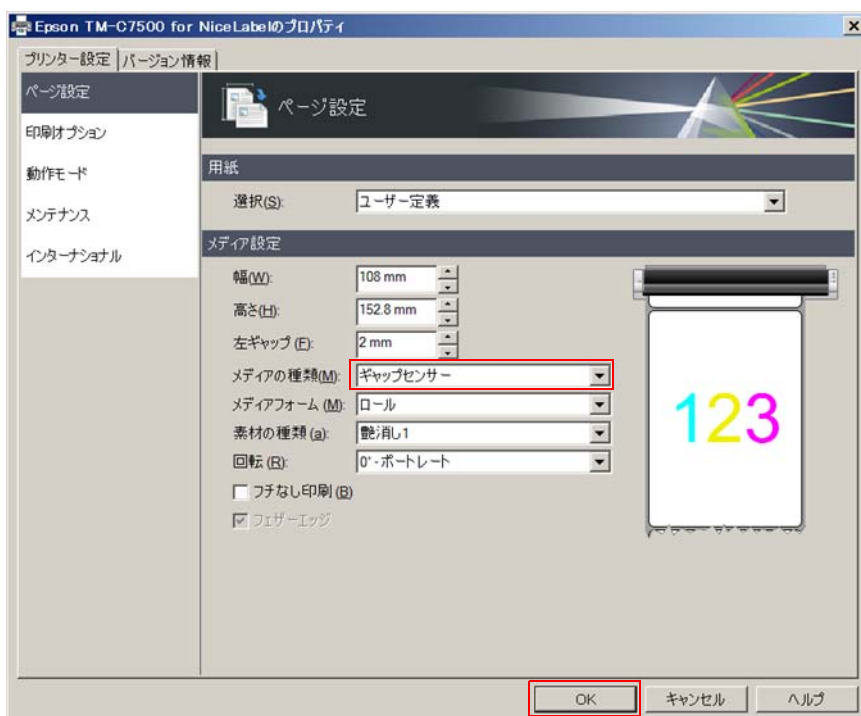 Epson TM-C7500 for NiceLabelのプロパティ
プリンター設定 バージョン情報
ページ設定
印刷オプション
動作モード
メンテナンス
インターナショナル
ページ設定
用紙
選択(S): ユーザー定義
メディア設定
幅(W): 108 mm
高さ(H): 152.8 mm
左ギャップ(F): 2 mm
メディアの種類(M): ギャップセンサー
メディアフォーム(M): ロール
素材の種類(a): 艶消し1
回転(R): 0°-ポートレート
フチなし印刷(B)
フェザーエッジ
123
OK キャンセル ヘルプ